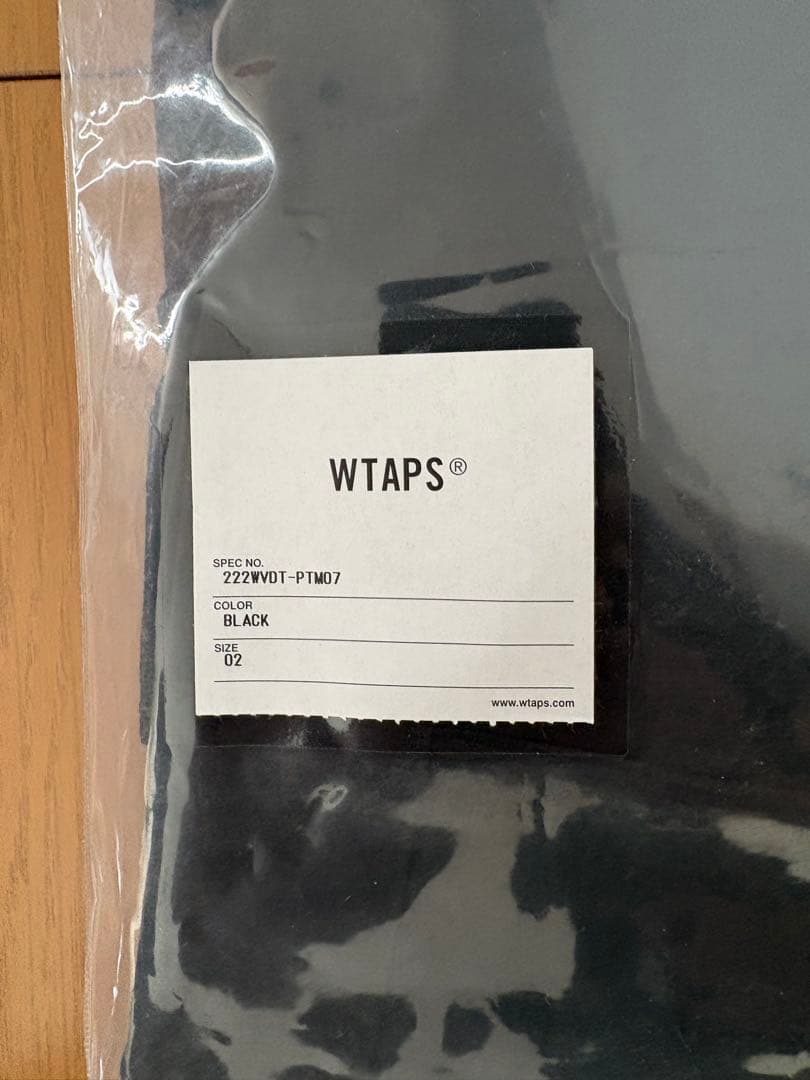 WTAPS®
SPEC NO.
222WVDT-PTM07
COLOR
BLACK
SIZE
02
www.wtaps.com